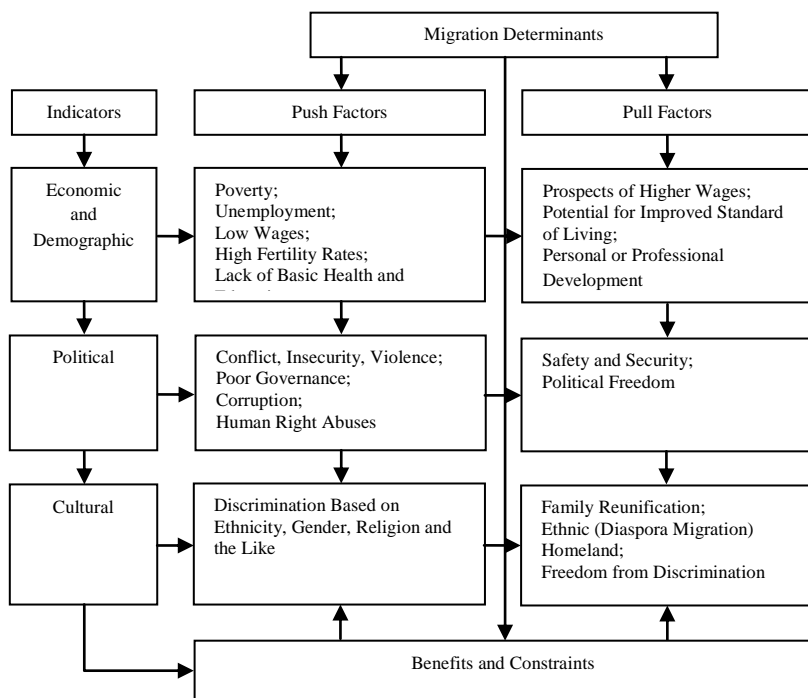 Migration Determinants
Indicators
Push Factors
Pull Factors
Economic
and
Demographic
Poverty;
Unemployment;
Low Wages;
High Fertility Rates;
Lack of Basic Health and
Prospects of Higher Wages;
Potential for Improved Standard
of Living;
Personal or Professional
Development
Political
Conflict, Insecurity, Violence;
Poor Governance;
Corruption;
Human Right Abuses
Safety and Security;
Political Freedom
Cultural
Discrimination Based on
Ethnicity, Gender, Religion and
the Like
Family Reunification;
Ethnic (Diaspora Migration)
Homeland;
Freedom from Discrimination
Benefits and Constraints